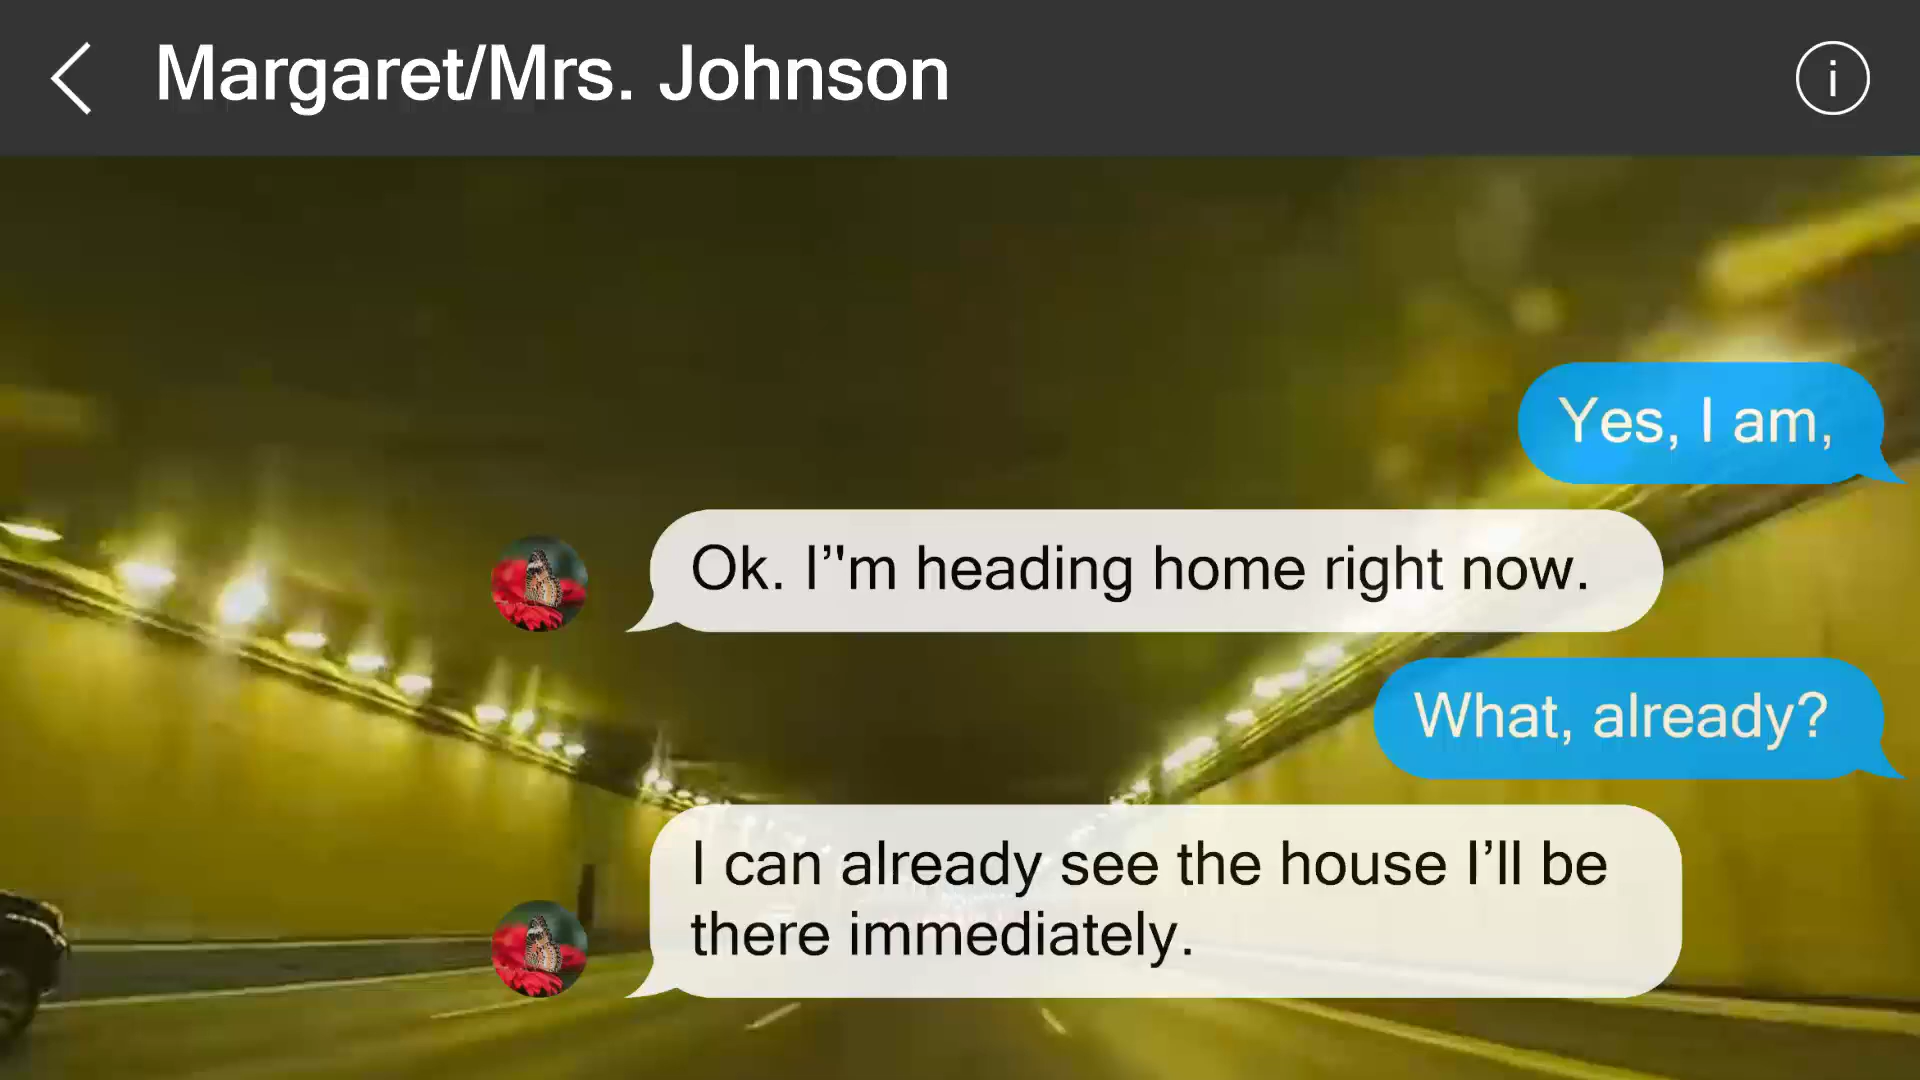 Margaret/Mrs. Johnson
i
Yes, I am,
Ok. I’"m heading home right now.
What, already?
I can already see the house I’ll be
there immediately.